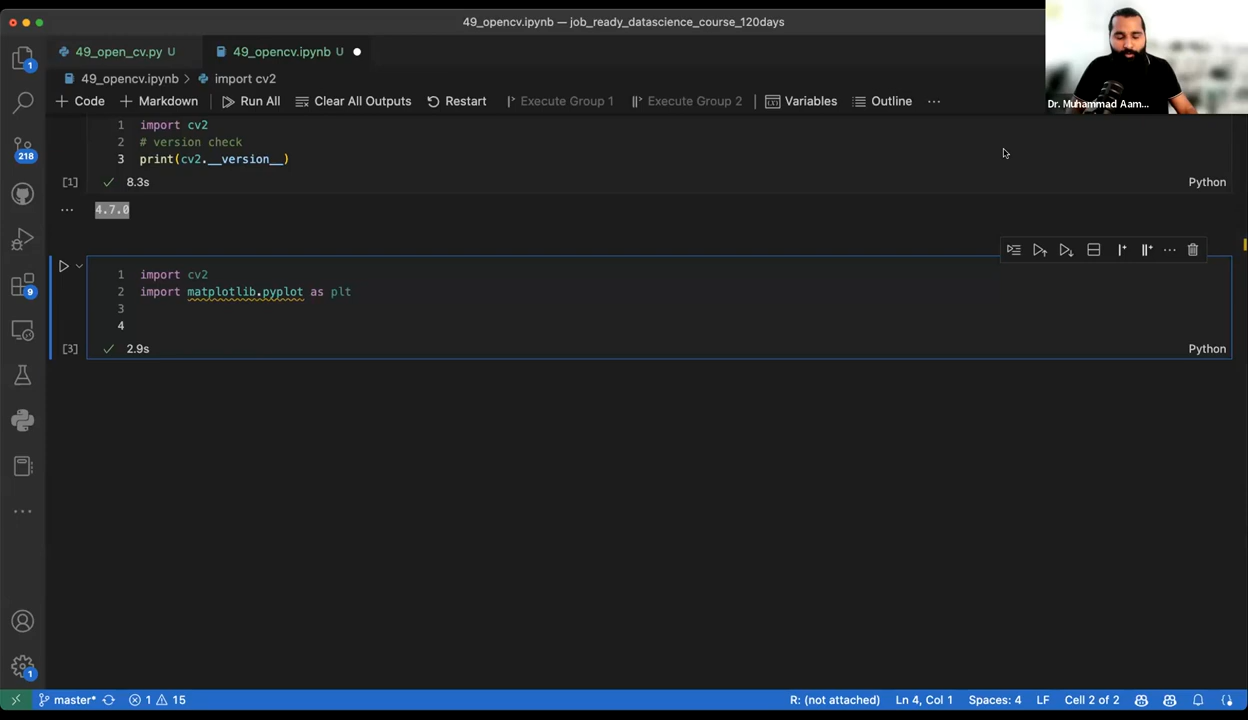 49_opencv.ipynb — job_ready_datascience_course_120days
49_open_cv.py U
49_opencv.ipynb U
49_opencv.ipynb > import cv2
+ Code + Markdown Run All Clear All Outputs Restart Execute Group 1 Execute Group 2 Variables Outline ...
Dr. Muhammad Aam...
1 import cv2
2 # version check
3 print(cv2.__version__)
[1] 8.3s Python
... 4.7.0
1 import cv2
2 import matplotlib.pyplot as plt
3
4
[3] 2.9s Python
1
218
9
1
master* 1 15 R: (not attached) Ln 4, Col 1 Spaces: 4 LF Cell 2 of 2